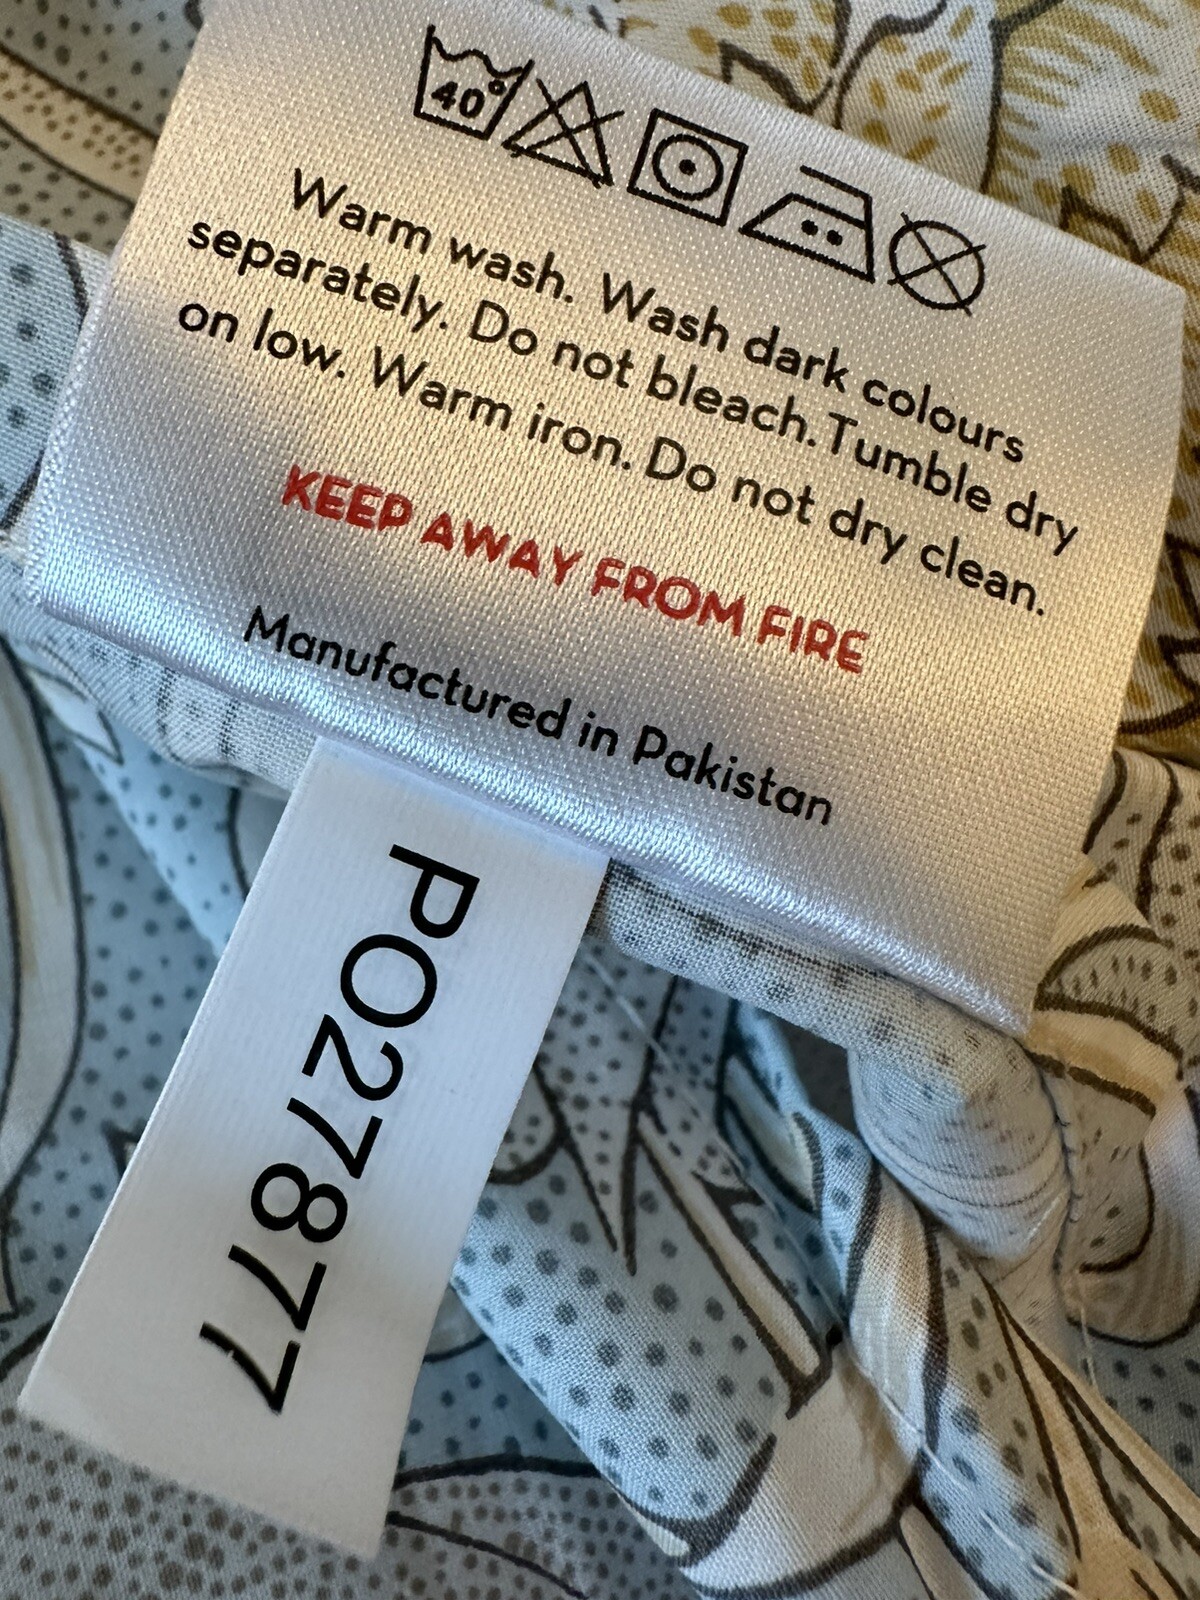 40°
Warm wash. Wash dark colours
separately. Do not bleach. Tumble dry
on low. Warm iron. Do not dry clean.
KEEP AWAY FROM FIRE
Manufactured in Pakistan
PO27877